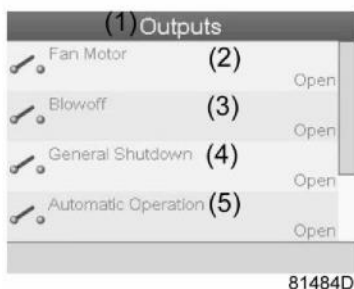 (1) Outputs
Fan Motor (2)
Open
Blowoff (3)
Open
General Shutdown (4)
Open
Automatic Operation (5)
Open
81484D